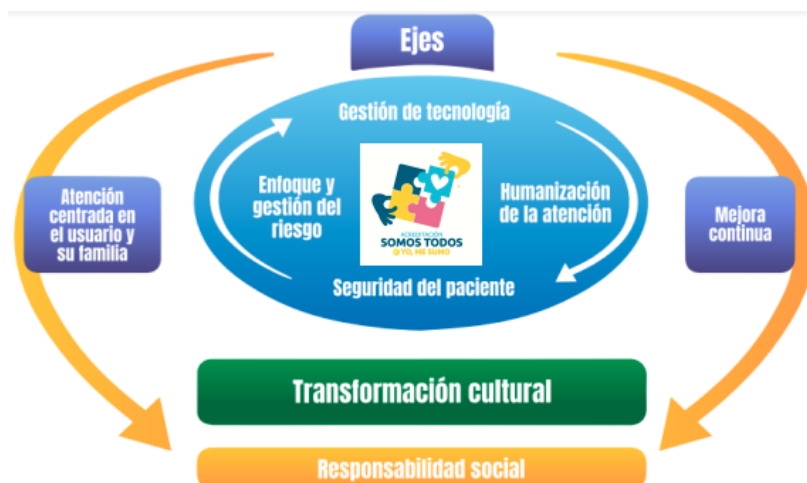 Ejes
Gestión de tecnología
Enfoque y
gestión del
riesgo
Humanización
de la atención
Seguridad del paciente
ACREDITACIÓN
SOMOS TODOS
YO, ME SUMO
Atención
centrada en
el usuario y
su familia
Mejora
continua
Transformación cultural
Responsabilidad social